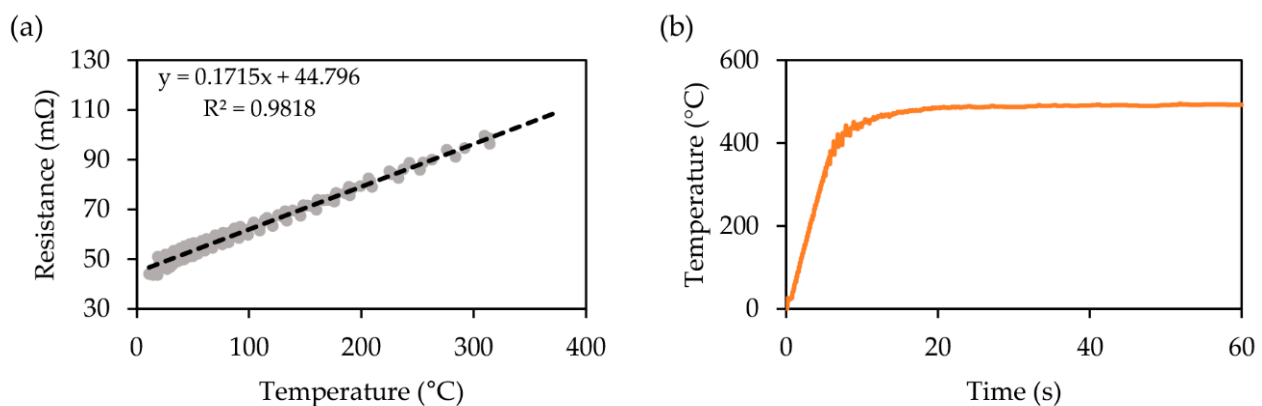 (a)
130
110
90
70
50
30
Resistance (mΩ)
y = 0.1715x + 44.796
R² = 0.9818
0 100 200 300 400
Temperature (°C)
(b)
600
400
200
0
Temperature (°C)
0 20 40 60
Time (s)